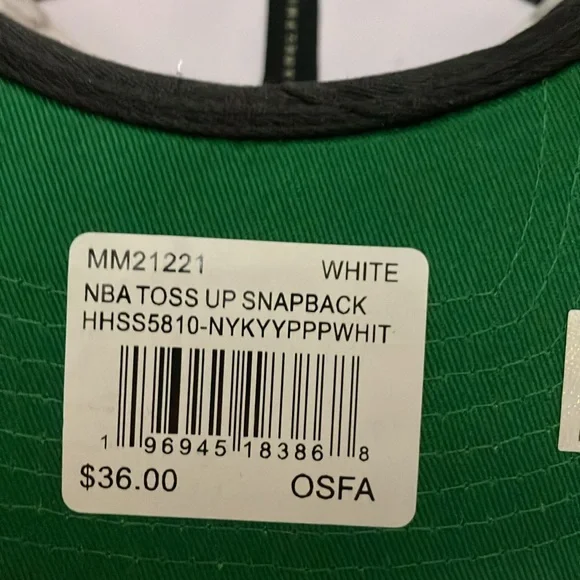 MM21221 WHITE
NBA TOSS UP SNAPBACK
HHSS5810-NYKYYPPPWHIT
1 96945 18386 8
$36.00 OSFA